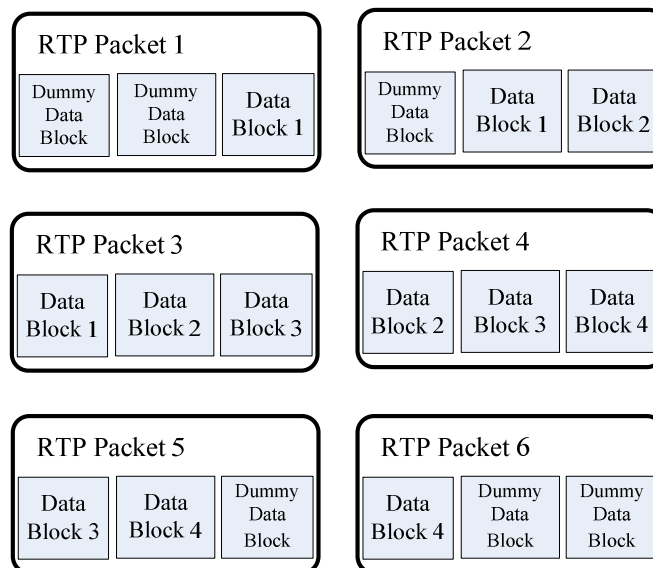 RTP Packet 1
Dummy
Data
Block
Dummy
Data
Block
Data
Block 1
RTP Packet 2
Dummy
Data
Block
Data
Block 1
Data
Block 2
RTP Packet 3
Data
Block 1
Data
Block 2
Data
Block 3
RTP Packet 4
Data
Block 2
Data
Block 3
Data
Block 4
RTP Packet 5
Data
Block 3
Data
Block 4
Dummy
Data
Block
RTP Packet 6
Data
Block 4
Dummy
Data
Block
Dummy
Data
Block